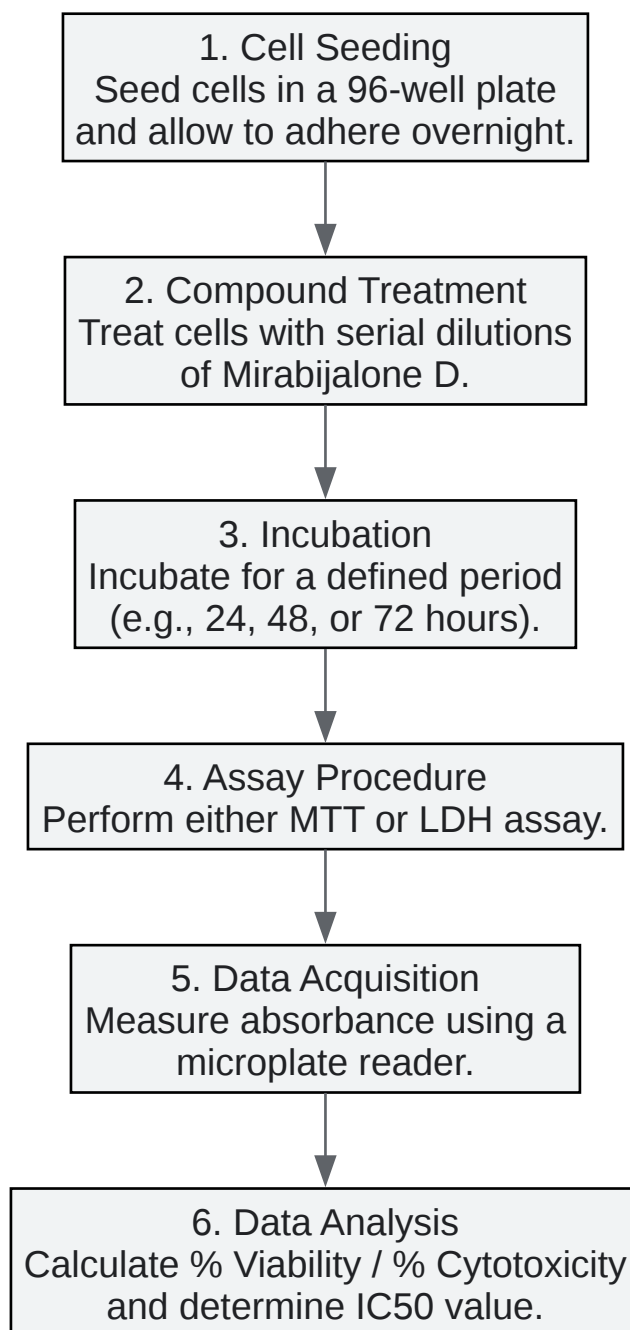 1. Cell Seeding
Seed cells in a 96-well plate
and allow to adhere overnight.
2. Compound Treatment
Treat cells with serial dilutions
of Mirabijalone D.
3. Incubation
Incubate for a defined period
(e.g., 24, 48, or 72 hours).
4. Assay Procedure
Perform either MTT or LDH assay.
5. Data Acquisition
Measure absorbance using a
microplate reader.
6. Data Analysis
Calculate % Viability / % Cytotoxicity
and determine IC50 value.